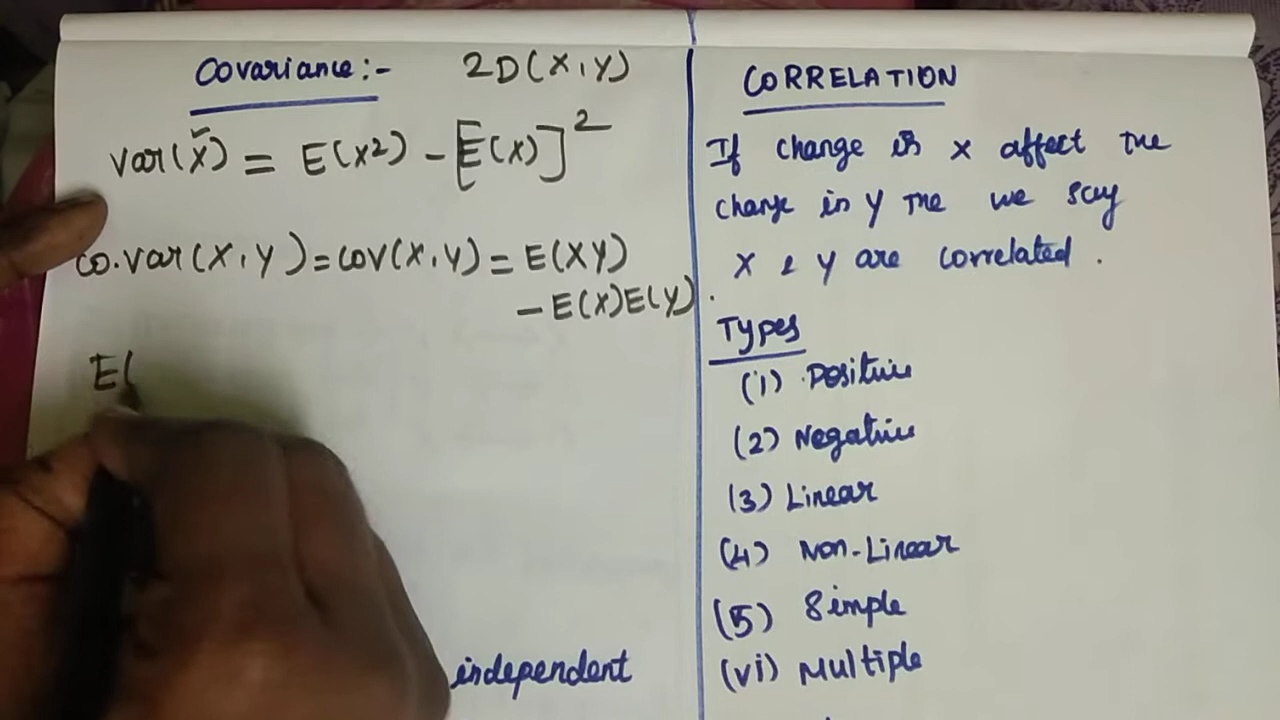 Covariance :- 2D(X,Y)
Var(X) = E(X²) - [E(X)]²
Co.Var(X,Y) = Cov(X,Y) = E(XY)
- E(X)E(Y).
E(
independent
CORRELATION
If change in x affect the
change in y the we say
x & y are correlated.
Types
(1) Positive
(2) Negative
(3) Linear
(4) Non-Linear
(5) Simple
(vi) Multiple